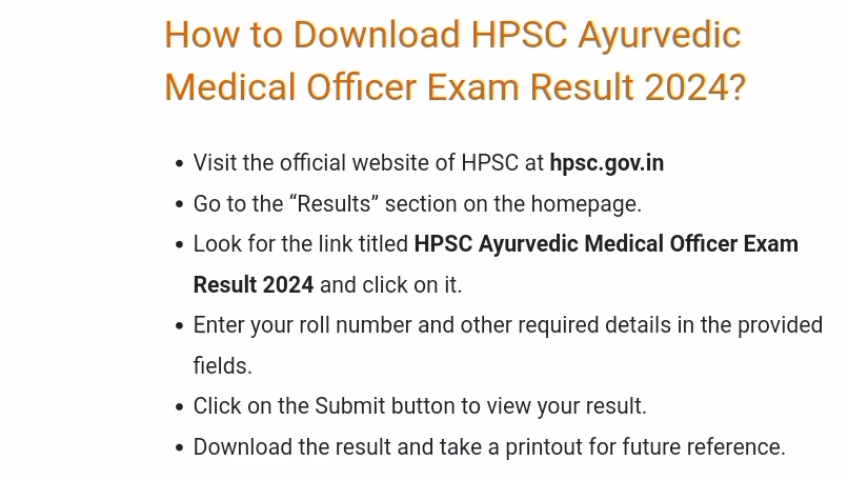 How to Download HPSC Ayurvedic
Medical Officer Exam Result 2024?
• Visit the official website of HPSC at hpsc.gov.in
• Go to the “Results” section on the homepage.
• Look for the link titled HPSC Ayurvedic Medical Officer Exam
Result 2024 and click on it.
• Enter your roll number and other required details in the provided
fields.
• Click on the Submit button to view your result.
• Download the result and take a printout for future reference.